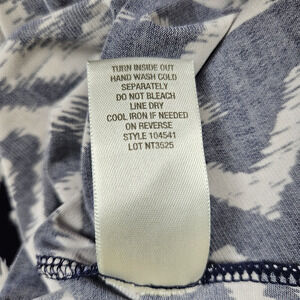 TURN INSIDE OUT
HAND WASH COLD
SEPARATELY
DO NOT BLEACH
LINE DRY
COOL IRON IF NEEDED
ON REVERSE
STYLE 104541
LOT NT3525